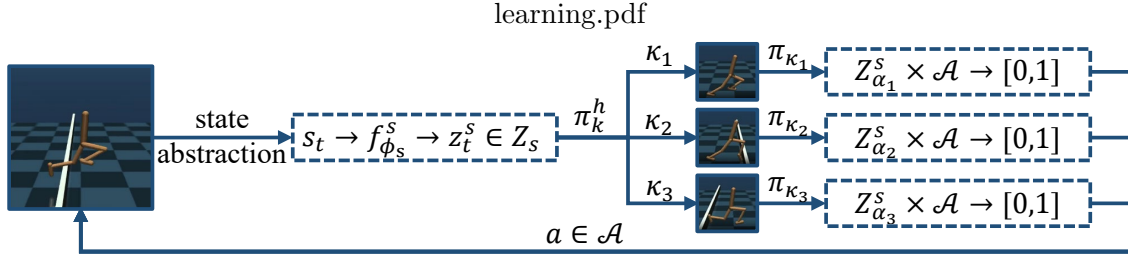 learning.pdf
state
abstraction
s_t → f^s_{ϕ_s} → z^s_t ∈ Z_s
π^h_k
κ_1
π_{κ_1}
Z^s_{α_1} × 𝒜 → [0,1]
κ_2
π_{κ_2}
Z^s_{α_2} × 𝒜 → [0,1]
κ_3
π_{κ_3}
Z^s_{α_3} × 𝒜 → [0,1]
a ∈ 𝒜